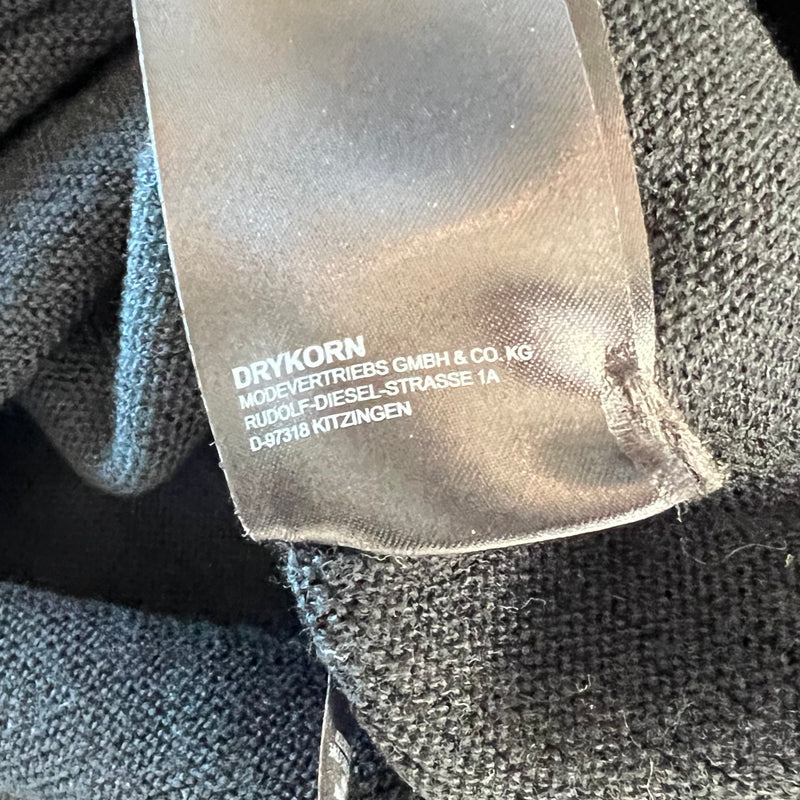 DRYKORN
MODEVERTRIEBS GMBH & CO. KG
RUDOLF-DIESEL-STRASSE 1A
D-97318 KITZINGEN